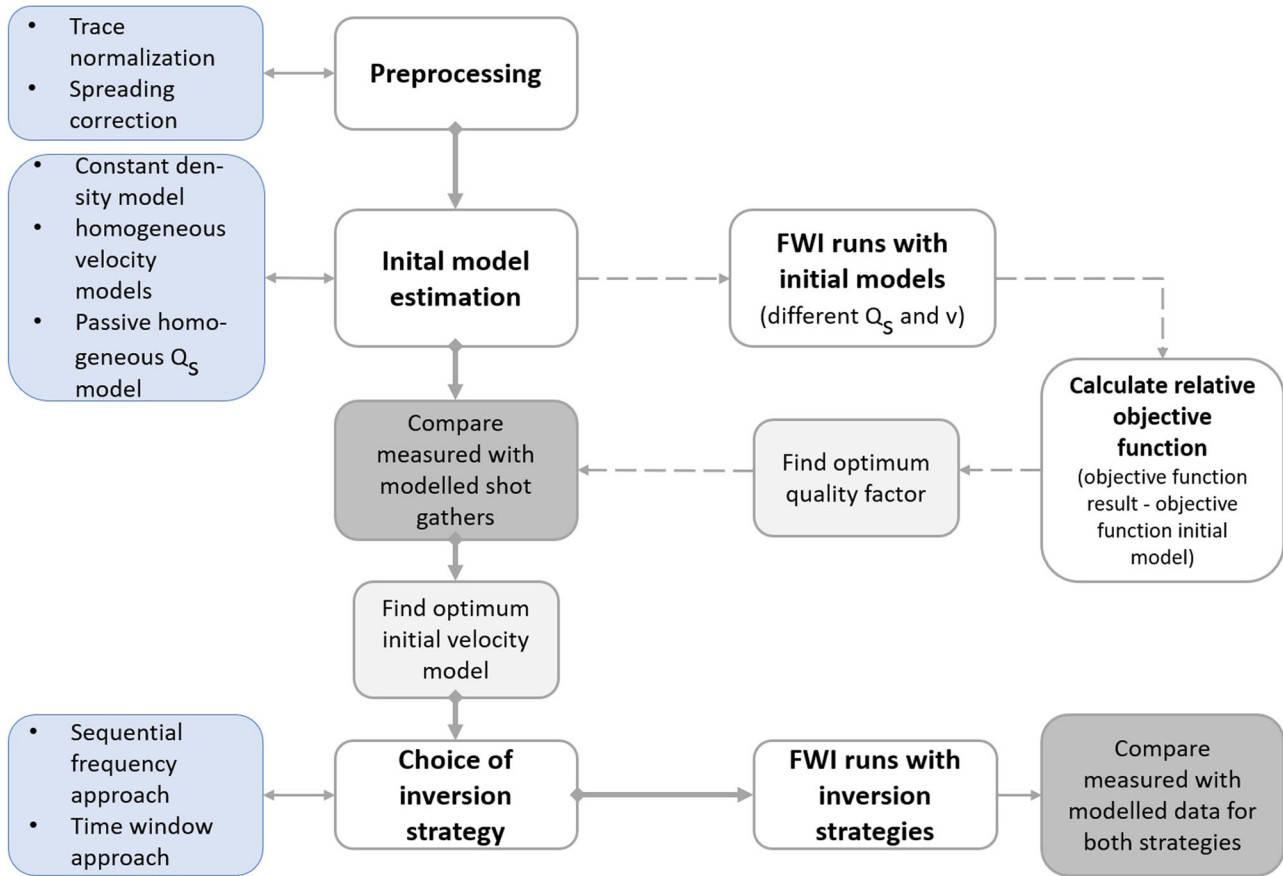 • Trace
normalization
• Spreading
correction
Preprocessing
• Constant den-
sity model
• homogeneous
velocity
models
• Passive homo-
geneous QS
model
Inital model
estimation
FWI runs with
initial models
(different QS and v)
Calculate relative
objective
function
(objective function
result - objective
function initial
model)
Find optimum
quality factor
Compare
measured with
modelled shot
gathers
Find optimum
initial velocity
model
• Sequential
frequency
approach
• Time window
approach
Choice of
inversion
strategy
FWI runs with
inversion
strategies
Compare
measured with
modelled data for
both strategies